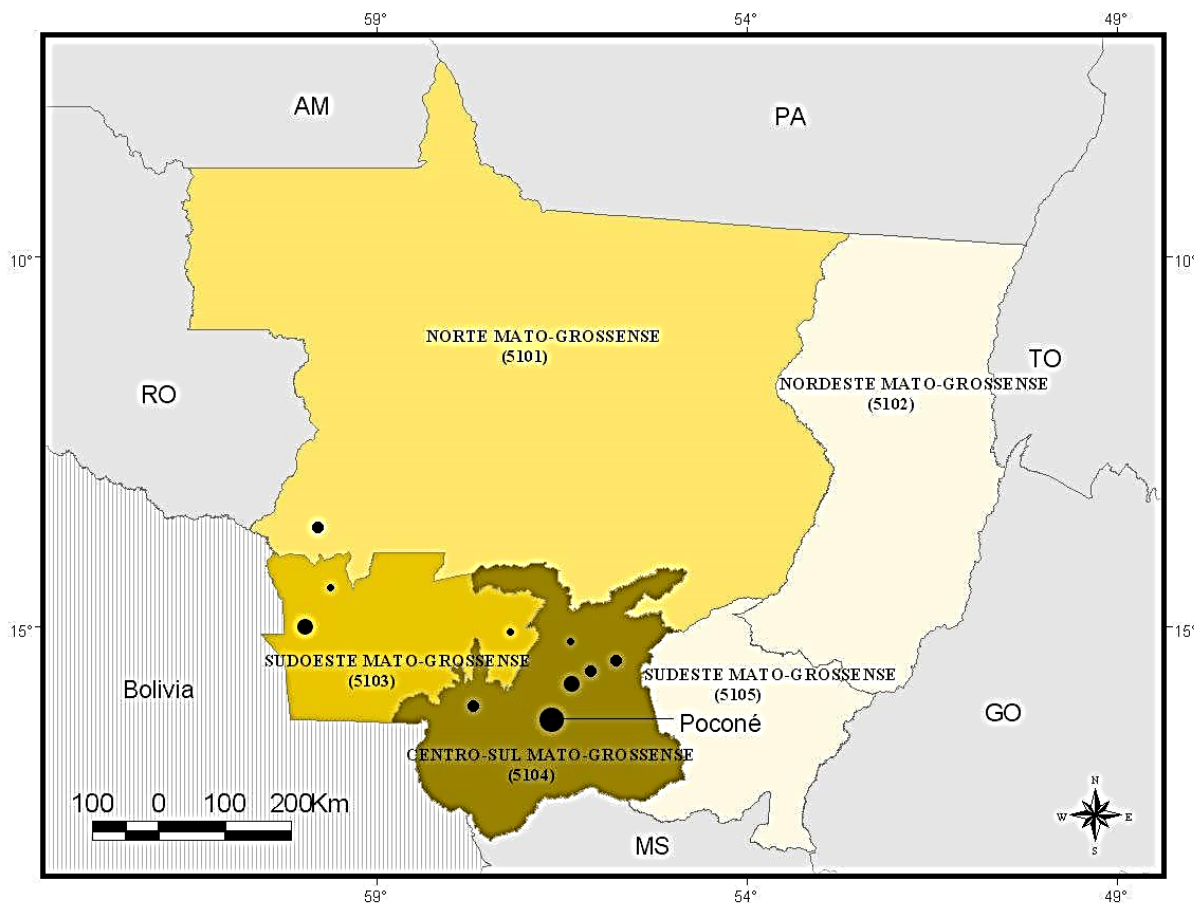 59°
54°
49°
AM
PA
10°
10°
NORTE MATO-GROSSENSE
(5101)
TO
RO
NORDESTE MATO-GROSSENSE
(5102)
15°
15°
SUDOESTE MATO-GROSSENSE
(5103)
SUDESTE MATO-GROSSENSE
(5105)
Bolivia
GO
Poconé
CENTRO-SUL MATO-GROSSENSE
(5104)
100 0 100 200Km
N
W E
S
MS
59°
54°
49°